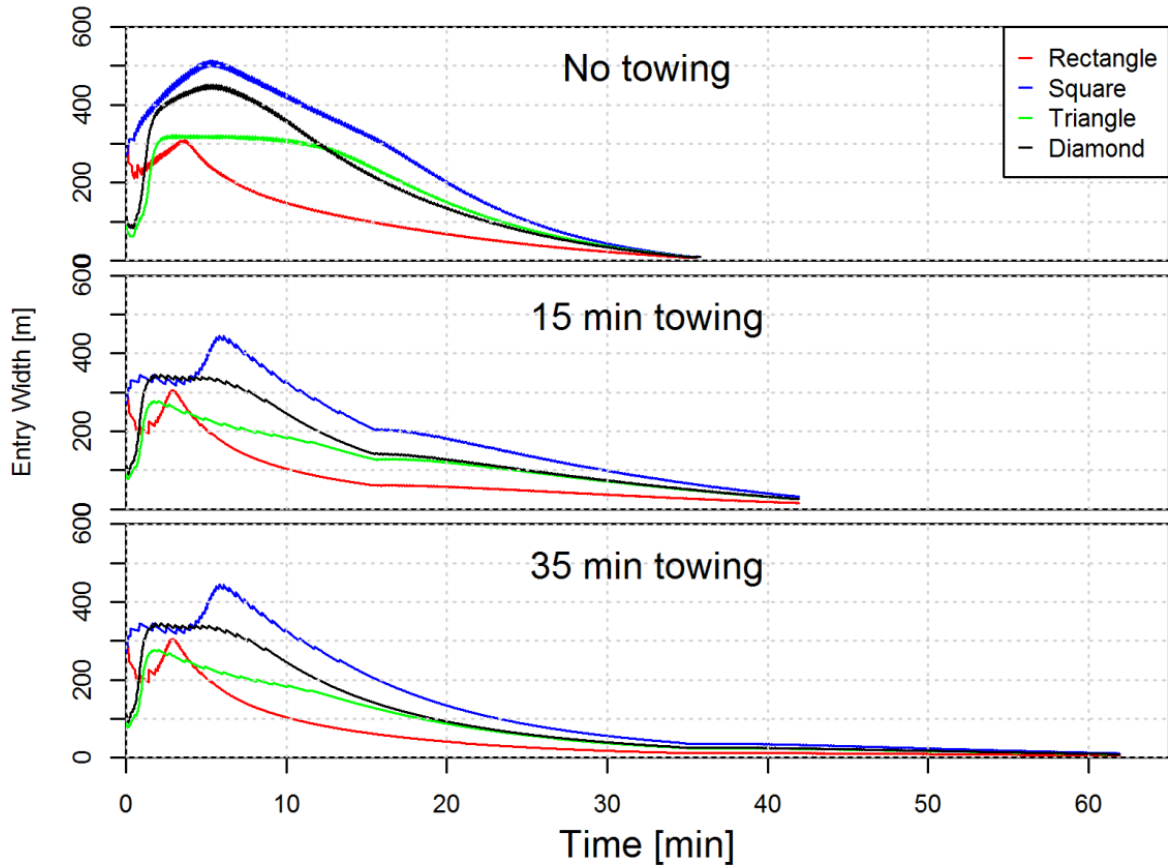 600
No towing
Rectangle
Square
Triangle
Diamond
400
200
0
600
15 min towing
400
200
0
Entry Width [m]
600
35 min towing
400
200
0
0 10 20 30 40 50 60
Time [min]